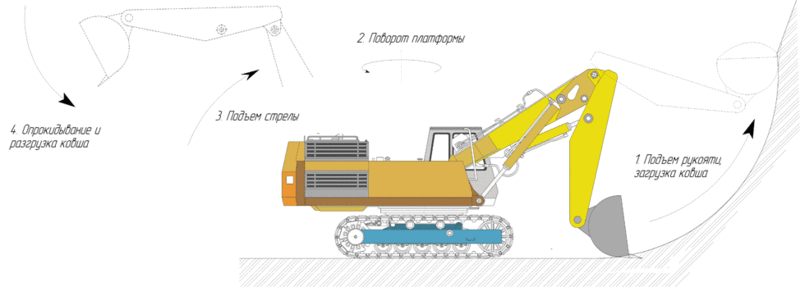 2 Поворот платформы
3 Подъем стрелы
4. Опрокидывание и
разгрузка ковша
1 Подъем рукояти,
загрузка ковша